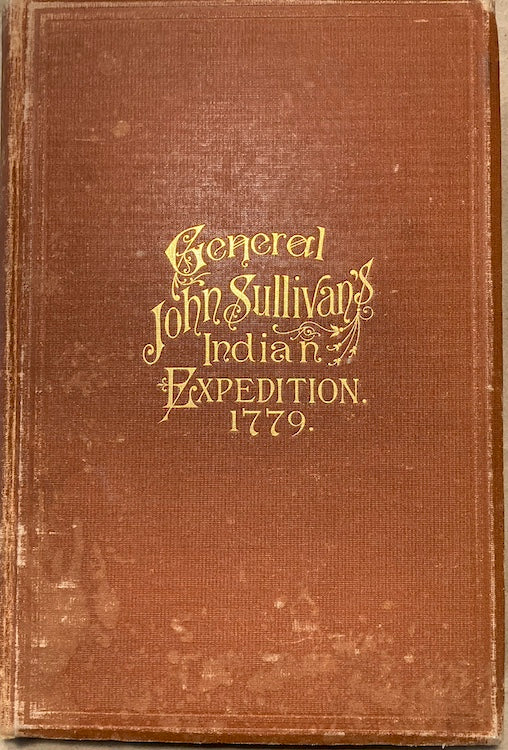 General
John Sullivan's
Indian
Expedition.
1779.